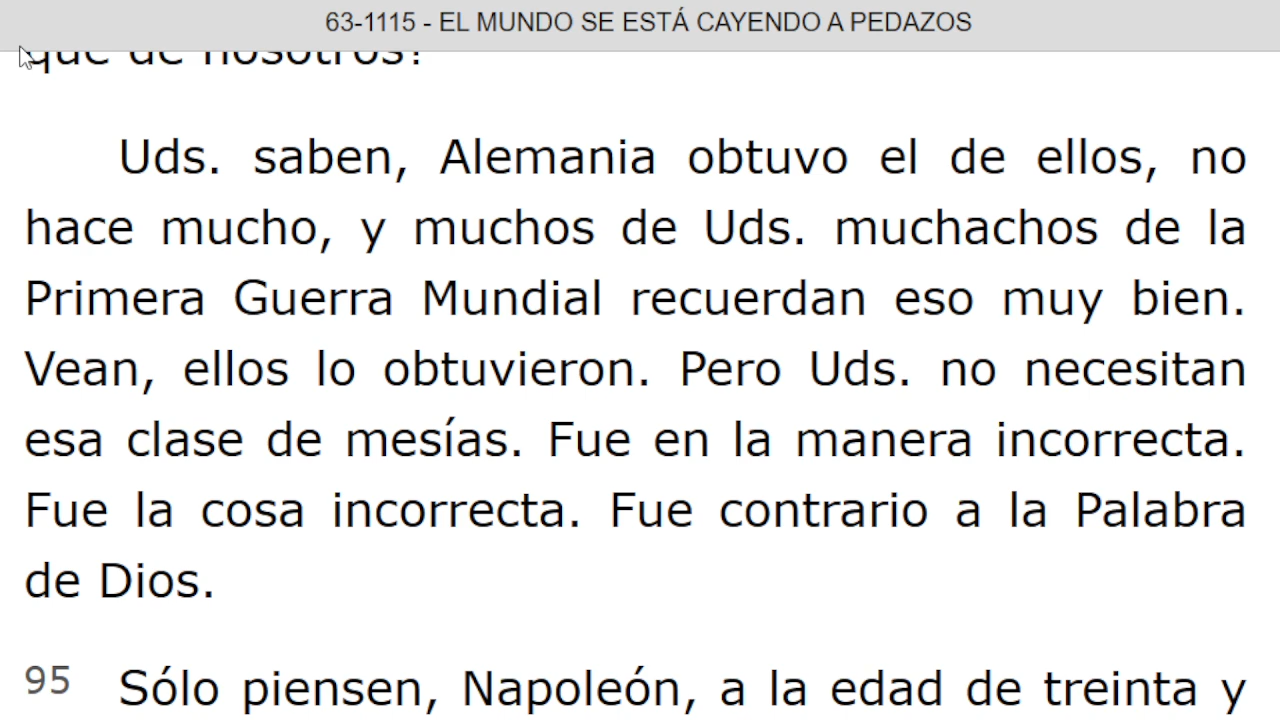 63-1115 - EL MUNDO SE ESTÁ CAYENDO A PEDAZOS
que de nosotros?
Uds. saben, Alemania obtuvo el de ellos, no
hace mucho, y muchos de Uds. muchachos de la
Primera Guerra Mundial recuerdan eso muy bien.
Vean, ellos lo obtuvieron. Pero Uds. no necesitan
esa clase de mesías. Fue en la manera incorrecta.
Fue la cosa incorrecta. Fue contrario a la Palabra
de Dios.
95 Sólo piensen, Napoleón, a la edad de treinta y